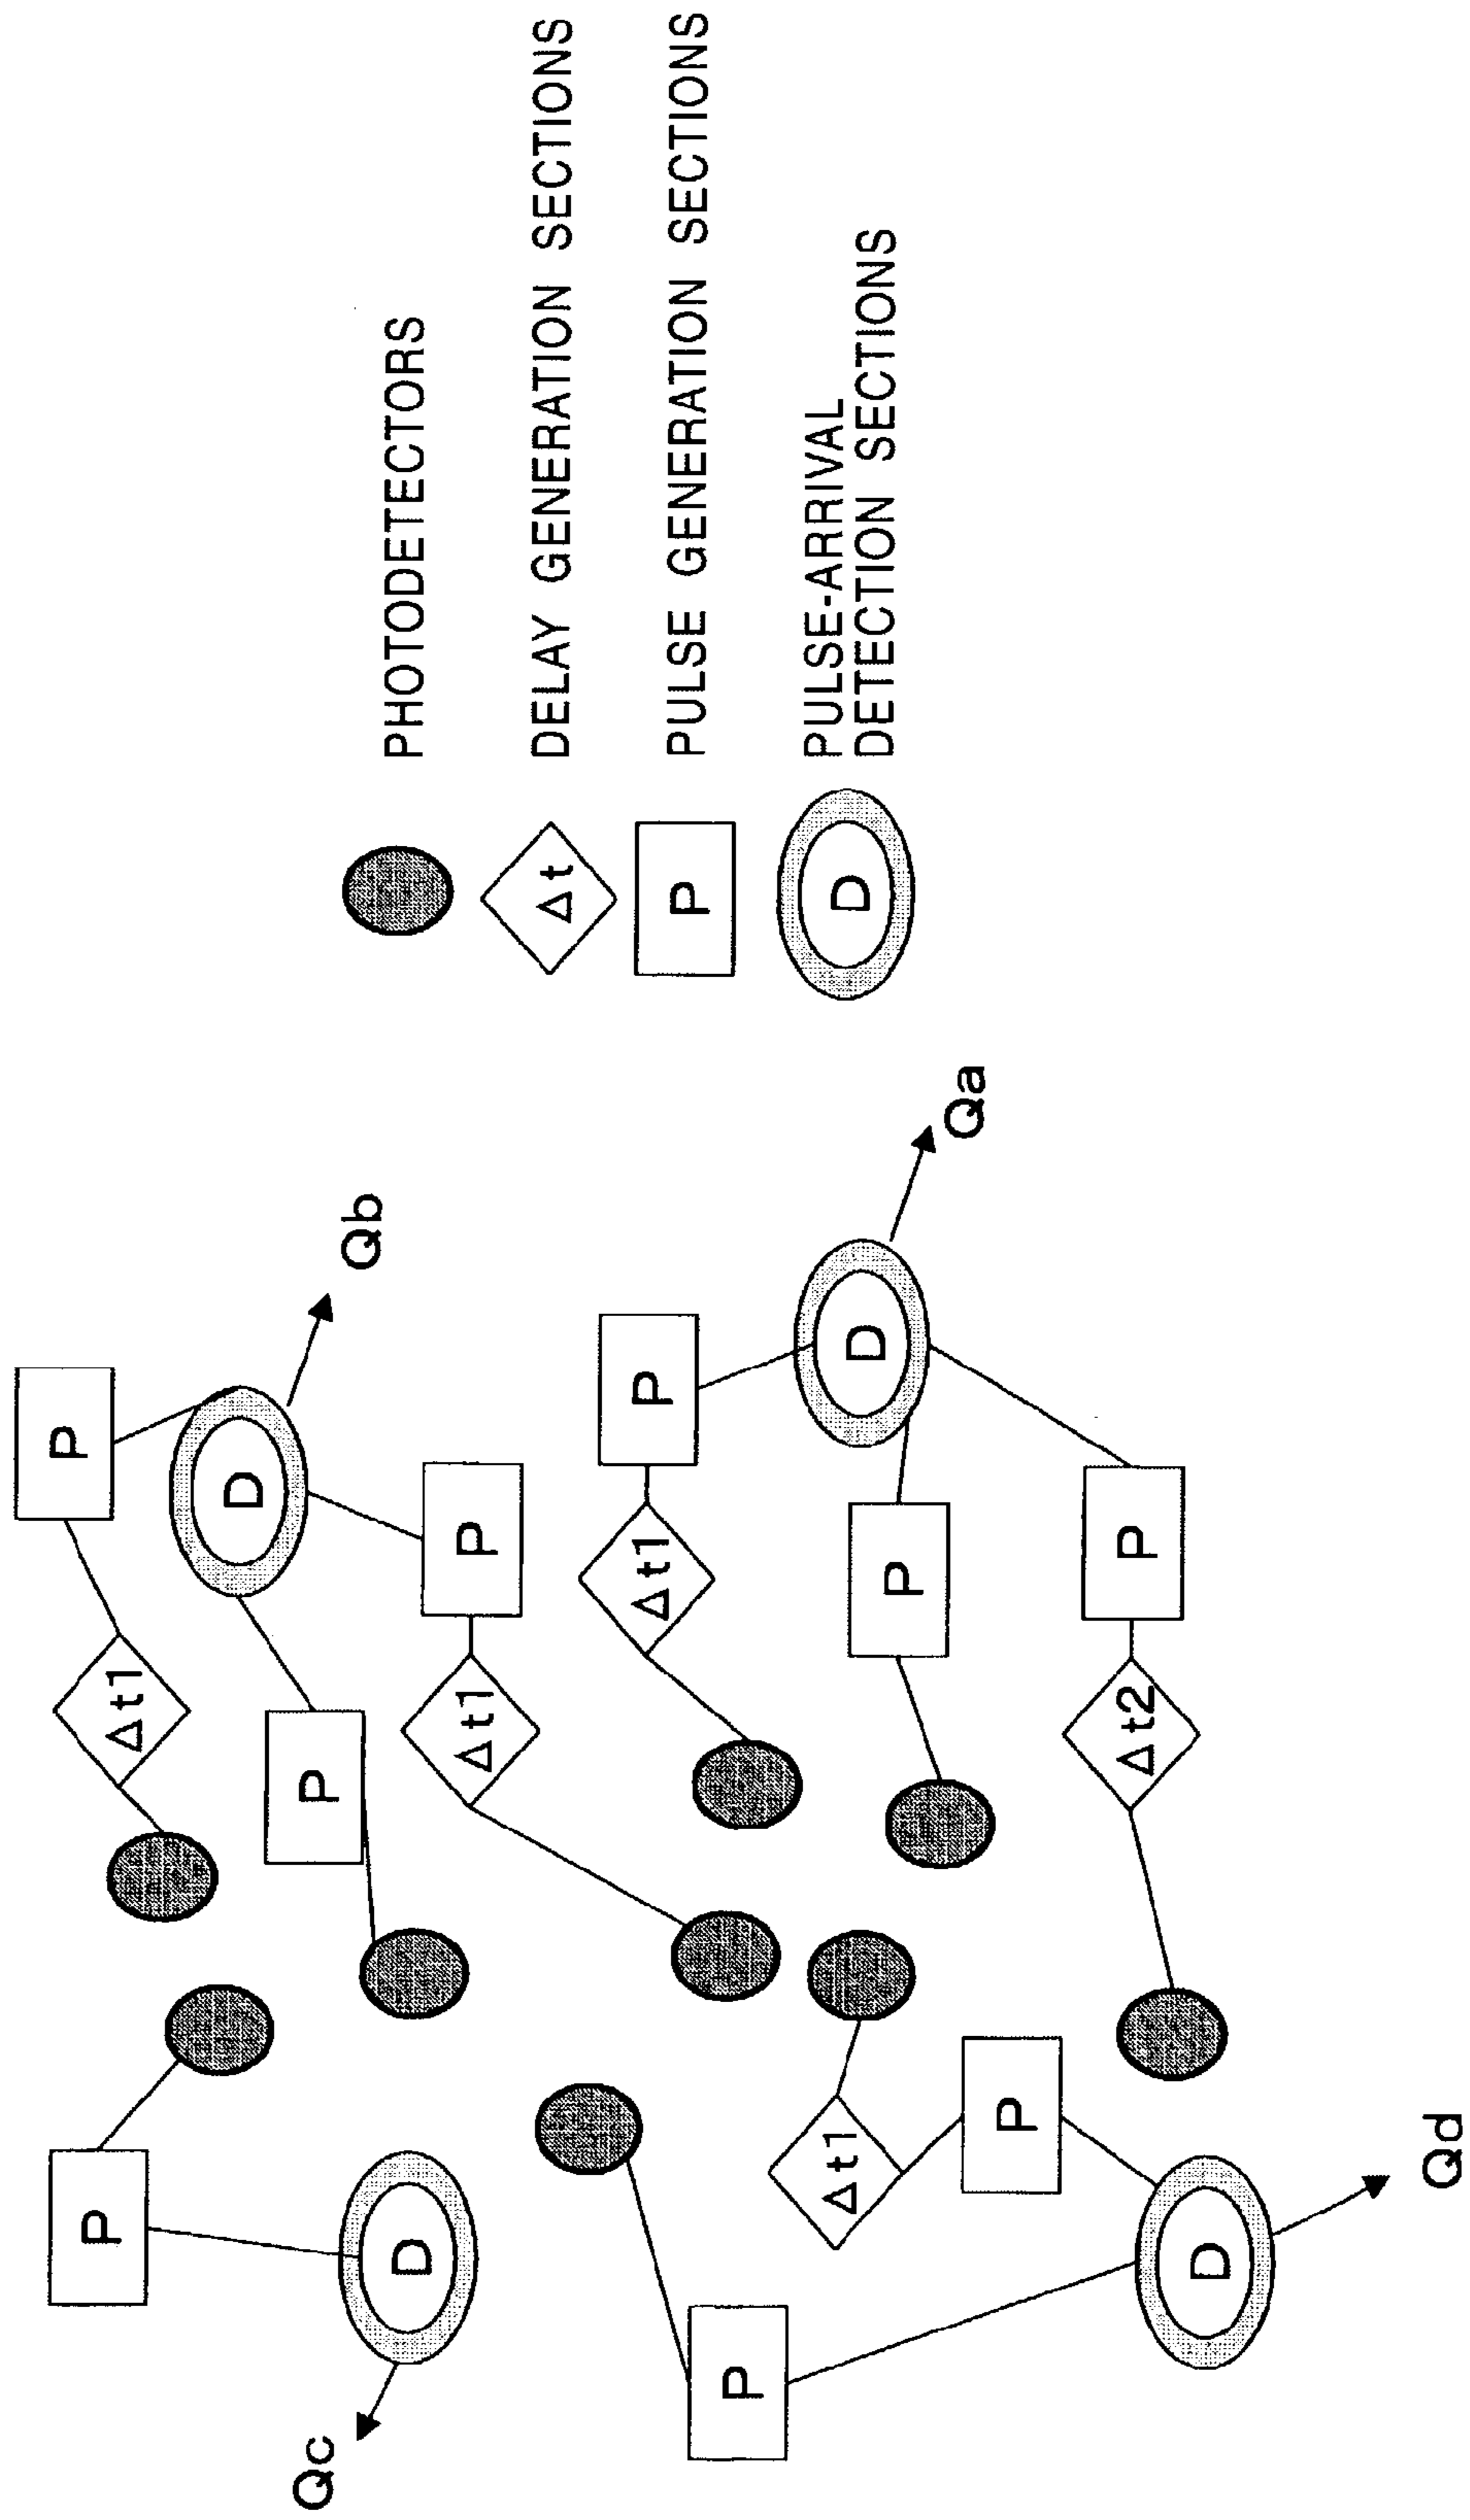 P
P
Δt1
D
Qc
P
Qb
D
Δt1
P
Δt1
P
P
Δt1
D
P
Qa
P
Δt2
P
D
Qd
PHOTODETECTORS
Δt
DELAY GENERATION SECTIONS
P
PULSE GENERATION SECTIONS
D
PULSE-ARRIVAL
DETECTION SECTIONS